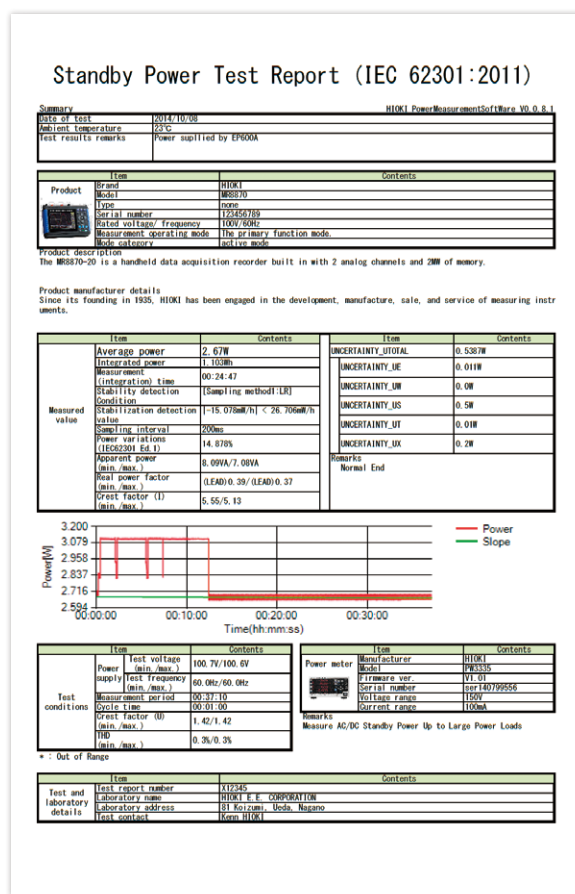 Standby Power Test Report (IEC 62301:2011)
Summary
HIOKI PowerMeasurementSoftWare V0.0.8.1
Date of test 2014/10/08
Ambient temperature 23℃
Test results remarks Power supllied by EP600A
Item Contents
Product
Brand HIOKI
Model MR8870
Type none
Serial number 123456789
Rated voltage/ frequency 100V/60Hz
Measurement operating mode The primary function mode.
Mode category active mode
Product description
The MR8870-20 is a handheld data acquisition recorder built in with 2 analog channels and 2MW of memory.
Product manufacturer details
Since its founding in 1935, HIOKI has been engaged in the development, manufacture, sale, and service of measuring instr
uments.
Item Contents
Measured
value
Average power 2.67W
Integrated power 1.103Wh
Measurement
(integration) time 00:24:47
Stability detection
Condition [Sampling method1:LR]
Stabilization detection
value |-15.078mW/h| < 26.706mW/h
Sampling interval 200ms
Power variations
(IEC62301 Ed.1) 14.878%
Apparent power
(min./max.) 8.09VA/7.08VA
Real power factor
(min./max.) (LEAD)0.39/(LEAD)0.37
Crest factor (I)
(min./max.) 5.55/5.13
Item Contents
UNCERTAINTY_UTOTAL 0.5387W
UNCERTAINTY_UE 0.011W
UNCERTAINTY_UW 0.0W
UNCERTAINTY_US 0.5W
UNCERTAINTY_UT 0.01W
UNCERTAINTY_UX 0.2W
Remarks
Normal End
Power[W]
3.200
3.079
2.958
2.837
2.716
2.594
00:00:00 00:10:00 00:20:00 00:30:00
Time(hh:mm:ss)
Power
Slope
Item Contents
Test
conditions
Power
supply
Test voltage
(min./max.) 100.7V/100.6V
Test frequency
(min./max.) 60.0Hz/60.0Hz
Measurement period 00:37:10
Cycle time 00:01:00
Crest factor (U)
(min./max.) 1.42/1.42
THD
(min./max.) 0.3%/0.3%
* : Out of Range
Item Contents
Power meter
Manufacturer HIOKI
Model PW3335
Firmware ver. V1.01
Serial number ser140799556
Voltage range 150V
Current range 100mA
Remarks
Measure AC/DC Standby Power Up to Large Power Loads
Item Contents
Test and
laboratory
details
Test report number X12345
Laboratory name HIOKI E.E. CORPORATION
Laboratory address 81 Koizumi, Ueda, Nagano
Test contact Kenn HIOKI